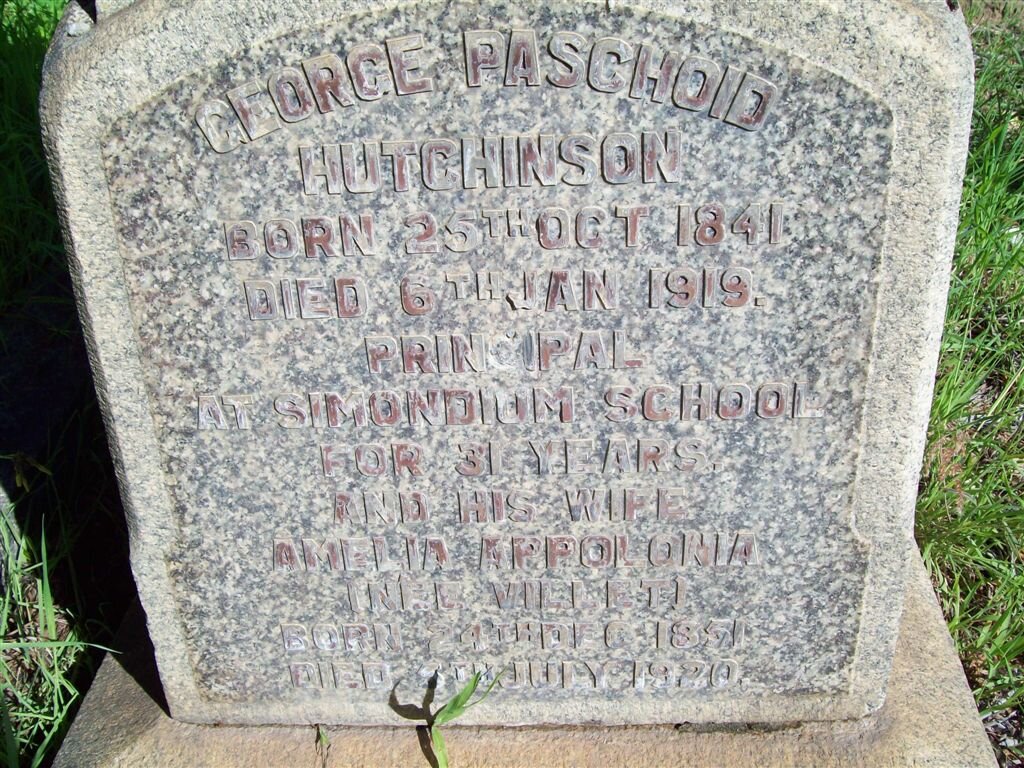 GEORGE PASCHOID
HUTCHINSON
BORN 25TH OCT 1841
DIED 6TH JAN 1919.
PRINCIPAL
AT SIMONDIUM SCHOOL
FOR 31 YEARS.
AND HIS WIFE
AMELIA APPOLONIA
(NEE VILLET)
BORN 24TH DEC 1851
DIED JULY 1920.